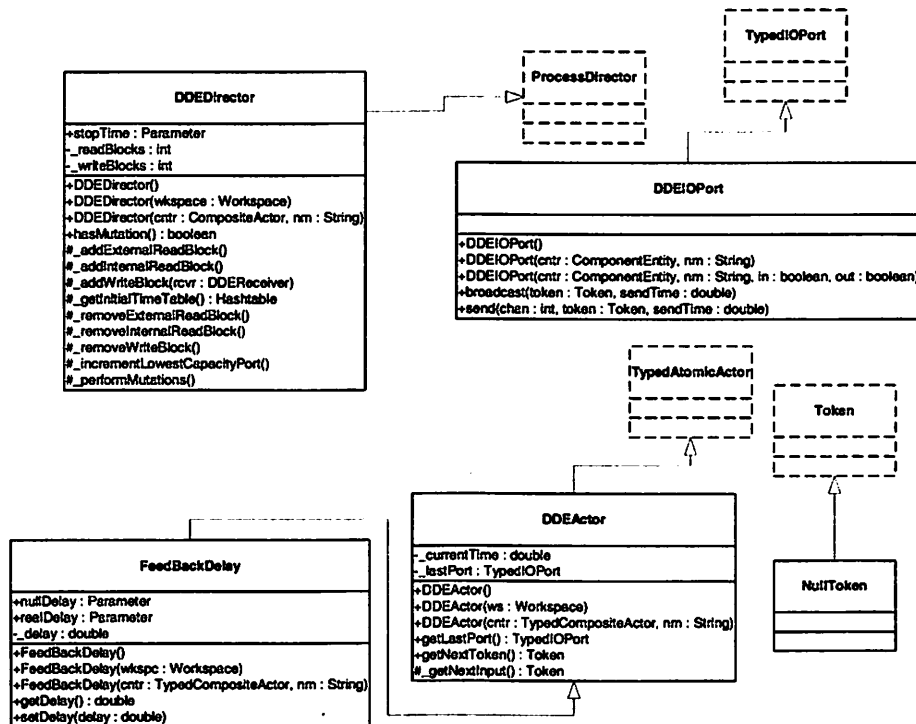 TypedIOPort
ProcessDirector
DDEDirector
+stopTime : Parameter
-_readBlocks : int
-_writeBlocks : int
+DDEDirector()
+DDEDirector(wkspace : Workspace)
+DDEDirector(cntr : CompositeActor, nm : String)
+hasMutation() : boolean
#_addExternalReadBlock()
#_addInternalReadBlock()
#_addWriteBlock(rcvr : DDEReceiver)
#_getInitialTimeTable() : Hashtable
#_removeExternalReadBlock()
#_removeInternalReadBlock()
#_removeWriteBlock()
#_incrementLowestCapacityPort()
#_performMutations()
DDEIOPort
+DDEIOPort()
+DDEIOPort(cntr : ComponentEntity, nm : String)
+DDEIOPort(cntr : ComponentEntity, nm : String, in : boolean, out : boolean)
+broadcast(token : Token, sendTime : double)
+send(chan : int, token : Token, sendTime : double)
TypedAtomicActor
Token
DDEActor
-_currentTime : double
-_lastPort : TypedIOPort
+DDEActor()
+DDEActor(ws : Workspace)
+DDEActor(cntr : TypedCompositeActor, nm : String)
+getLastPort() : TypedIOPort
+getNextToken() : Token
#_getNextInput() : Token
NullToken
FeedBackDelay
+nullDelay : Parameter
+realDelay : Parameter
-_delay : double
+FeedBackDelay()
+FeedBackDelay(wkspc : Workspace)
+FeedBackDelay(cntr : TypedCompositeActor, nm : String)
+getDelay() : double
+setDelay(delay : double)